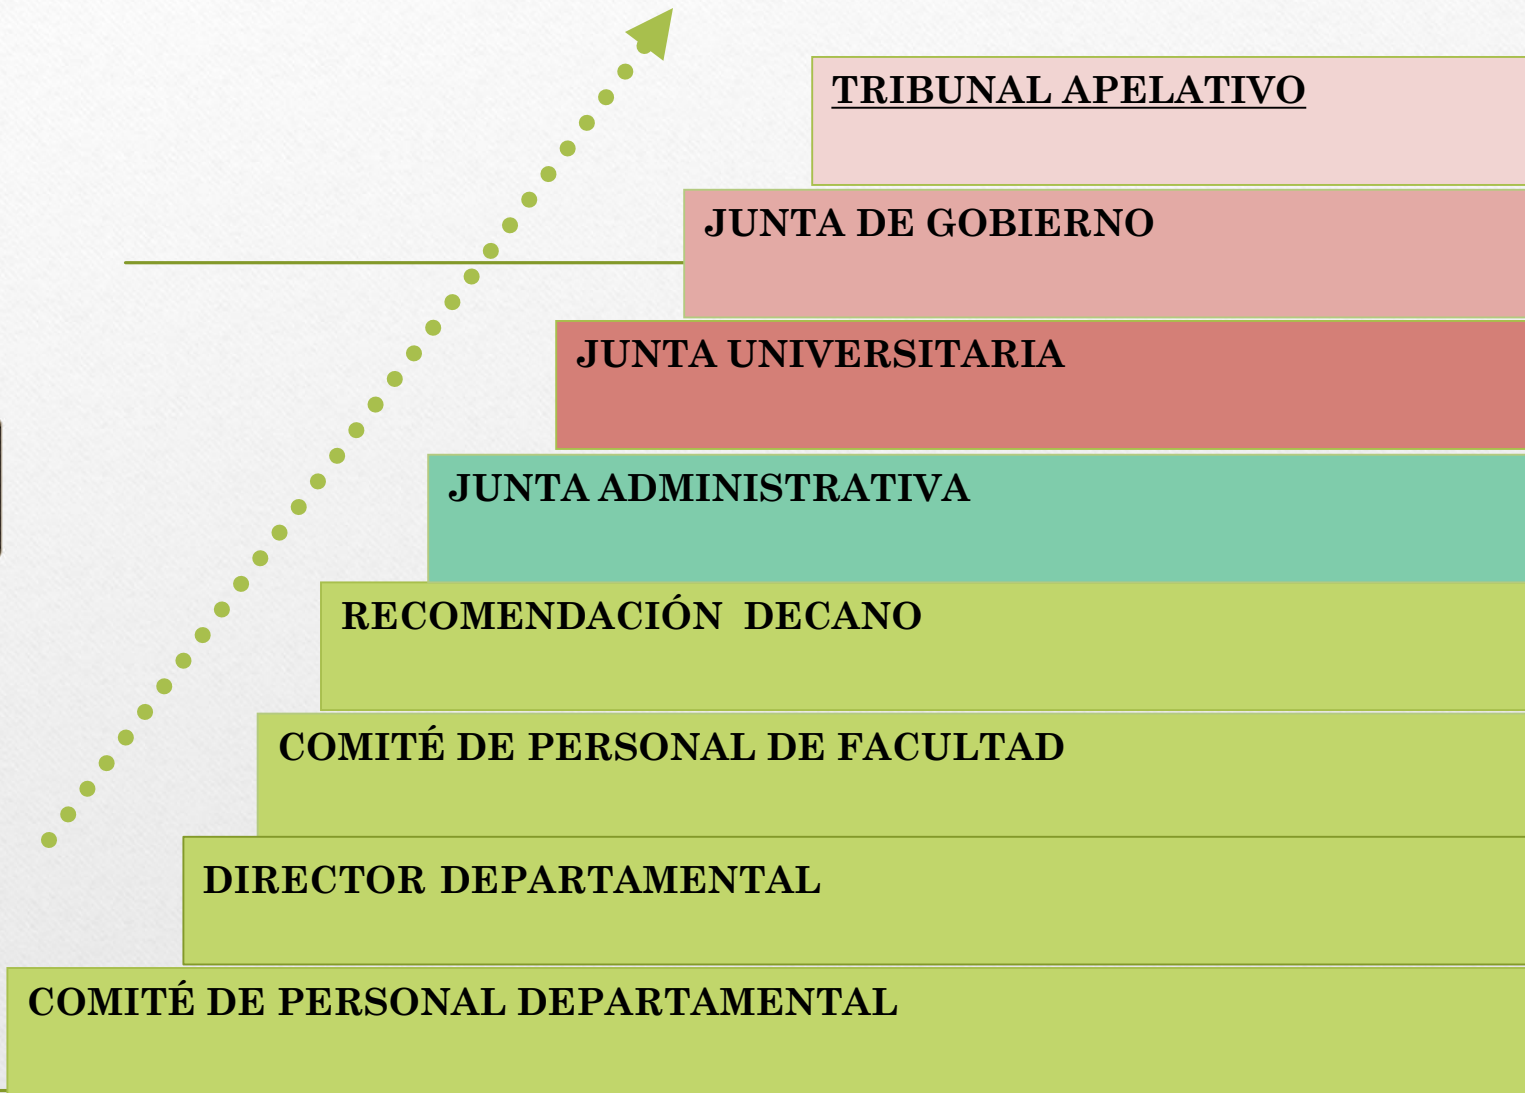 TRIBUNAL APELATIVO
JUNTA DE GOBIERNO
JUNTA UNIVERSITARIA
JUNTA ADMINISTRATIVA
RECOMENDACIÓN DECANO
COMITÉ DE PERSONAL DE FACULTAD
DIRECTOR DEPARTAMENTAL
COMITÉ DE PERSONAL DEPARTAMENTAL